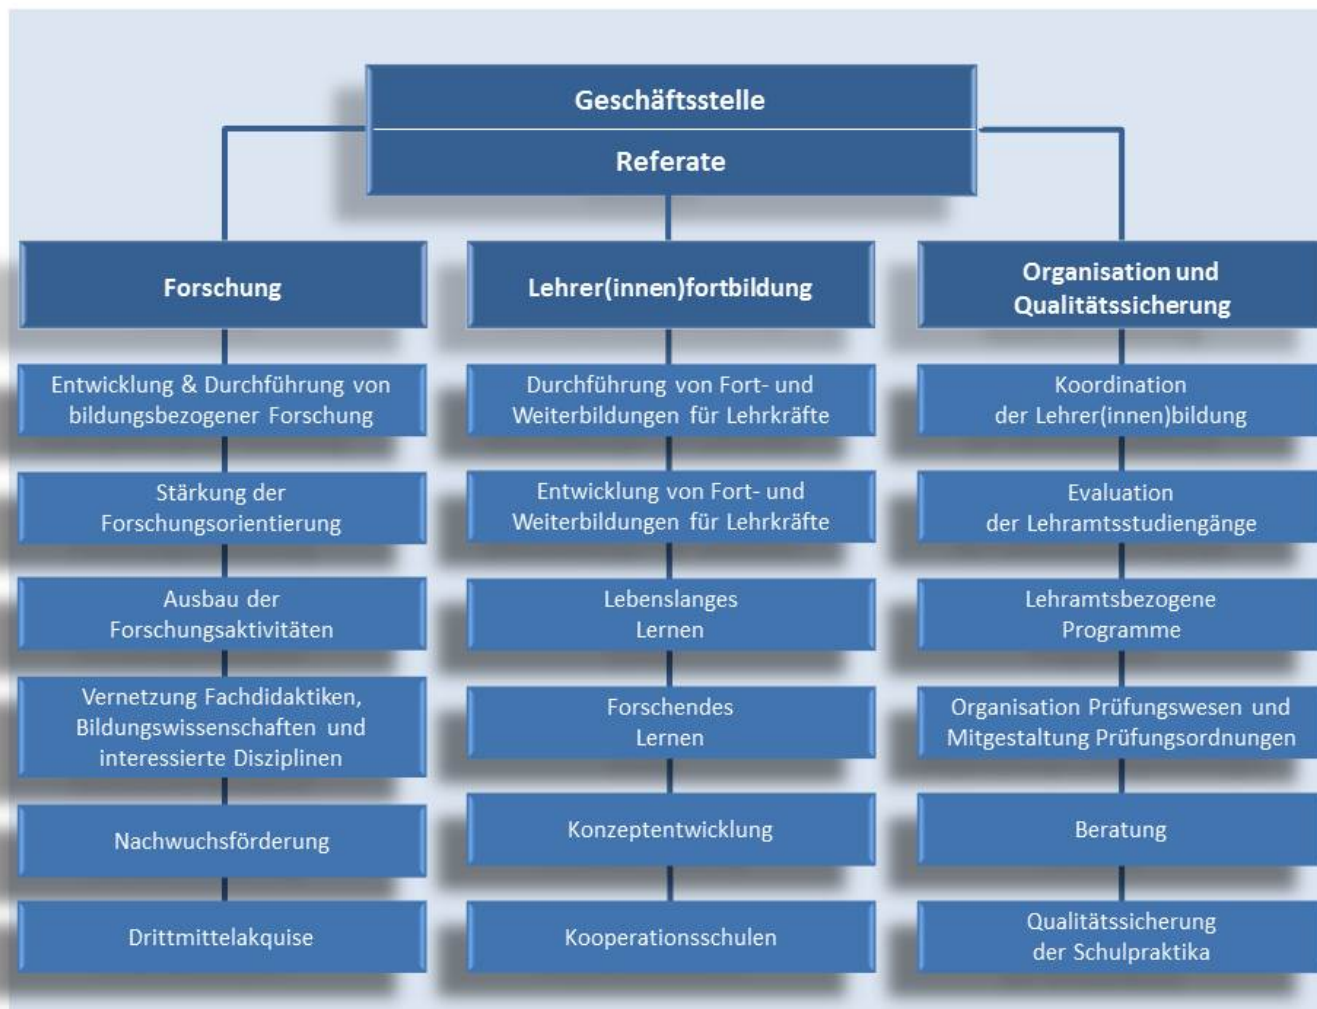 Geschäftsstelle
Referate
Forschung
Entwicklung & Durchführung von
bildungsbezogener Forschung
Stärkung der
Forschungsorientierung
Ausbau der
Forschungsaktivitäten
Vernetzung Fachdidaktiken,
Bildungswissenschaften und
interessierte Disziplinen
Nachwuchsförderung
Drittmittelakquise
Lehrer(innen)fortbildung
Durchführung von Fort- und
Weiterbildungen für Lehrkräfte
Entwicklung von Fort- und
Weiterbildungen für Lehrkräfte
Lebenslanges
Lernen
Forschendes
Lernen
Konzeptentwicklung
Kooperationsschulen
Organisation und
Qualitätssicherung
Koordination
der Lehrer(innen)bildung
Evaluation
der Lehramtsstudiengänge
Lehramtsbezogene
Programme
Organisation Prüfungswesen und
Mitgestaltung Prüfungsordnungen
Beratung
Qualitätssicherung
der Schulpraktika